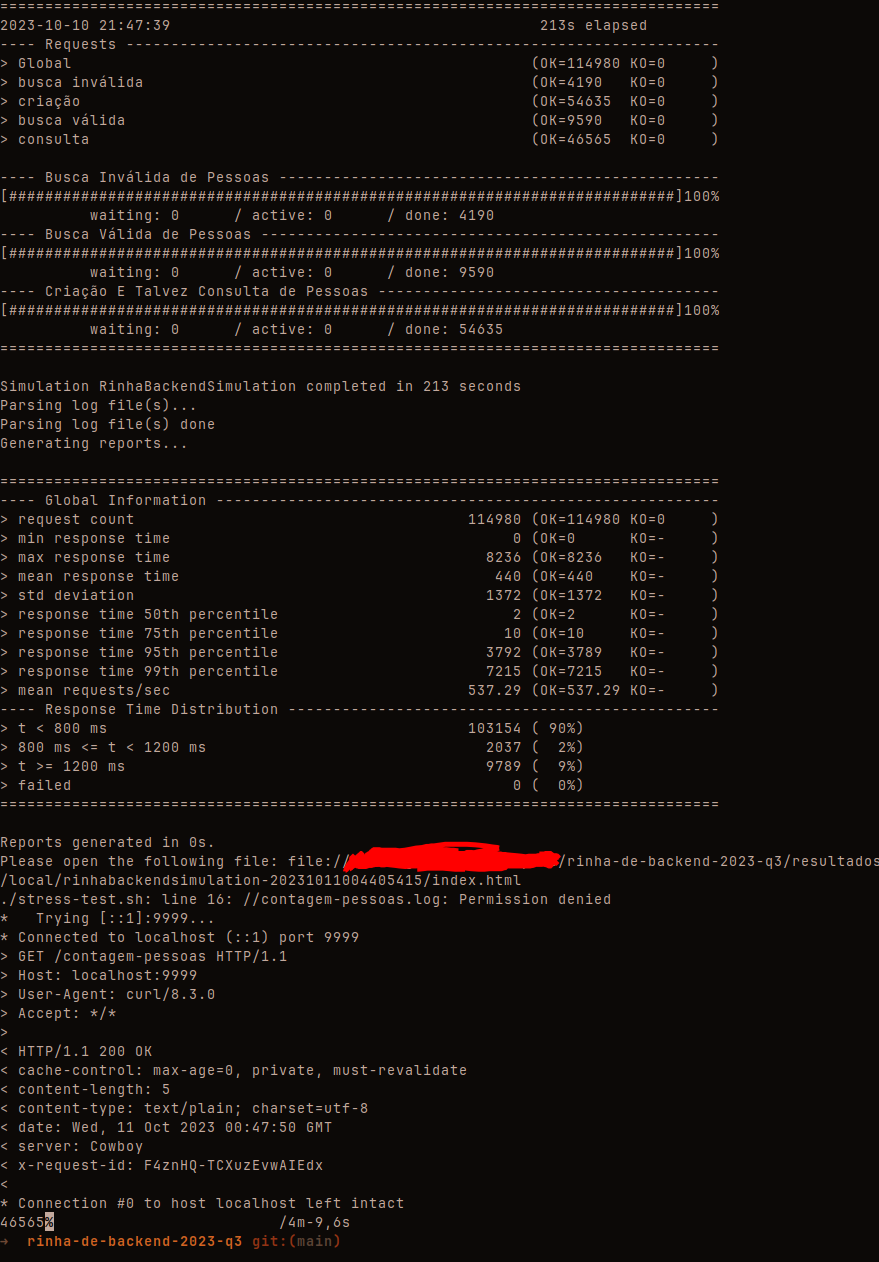 ================================================================================
2023-10-10 21:47:39                                         213s elapsed
---- Requests ------------------------------------------------------------------
> Global                                                   (OK=114980 KO=0     )
> busca inválida                                           (OK=4190   KO=0     )
> criação                                                  (OK=54635  KO=0     )
> busca válida                                             (OK=9590   KO=0     )
> consulta                                                 (OK=46565  KO=0     )
---- Busca Inválida de Pessoas -------------------------------------------------
[##########################################################################]100%
          waiting: 0      / active: 0      / done: 4190
---- Busca Válida de Pessoas ---------------------------------------------------
[##########################################################################]100%
          waiting: 0      / active: 0      / done: 9590
---- Criação E Talvez Consulta de Pessoas --------------------------------------
[##########################################################################]100%
          waiting: 0      / active: 0      / done: 54635
================================================================================
Simulation RinhaBackendSimulation completed in 213 seconds
Parsing log file(s)...
Parsing log file(s) done
Generating reports...
================================================================================
---- Global Information --------------------------------------------------------
> request count                                     114980 (OK=114980 KO=0     )
> min response time                                      0 (OK=0      KO=-     )
> max response time                                   8236 (OK=8236   KO=-     )
> mean response time                                   440 (OK=440    KO=-     )
> std deviation                                       1372 (OK=1372   KO=-     )
> response time 50th percentile                          2 (OK=2      KO=-     )
> response time 75th percentile                         10 (OK=10     KO=-     )
> response time 95th percentile                       3792 (OK=3789   KO=-     )
> response time 99th percentile                       7215 (OK=7215   KO=-     )
> mean requests/sec                                 537.29 (OK=537.29 KO=-     )
---- Response Time Distribution ------------------------------------------------
> t < 800 ms                                        103154 ( 90%)
> 800 ms <= t < 1200 ms                               2037 (  2%)
> t >= 1200 ms                                        9789 (  9%)
> failed                                                 0 (  0%)
================================================================================
Reports generated in 0s.
Please open the following file: file:// /rinha-de-backend-2023-q3/resultados
/local/rinhabackendsimulation-20231011004405415/index.html
./stress-test.sh: line 16: //contagem-pessoas.log: Permission denied
*   Trying [::1]:9999...
* Connected to localhost (::1) port 9999
> GET /contagem-pessoas HTTP/1.1
> Host: localhost:9999
> User-Agent: curl/8.3.0
> Accept: */*
>
< HTTP/1.1 200 OK
< cache-control: max-age=0, private, must-revalidate
< content-length: 5
< content-type: text/plain; charset=utf-8
< date: Wed, 11 Oct 2023 00:47:50 GMT
< server: Cowboy
< x-request-id: F4znHQ-TCXuzEvwAIEdx
<
* Connection #0 to host localhost left intact
46565%                         /4m-9,6s
→  rinha-de-backend-2023-q3 git:(main)